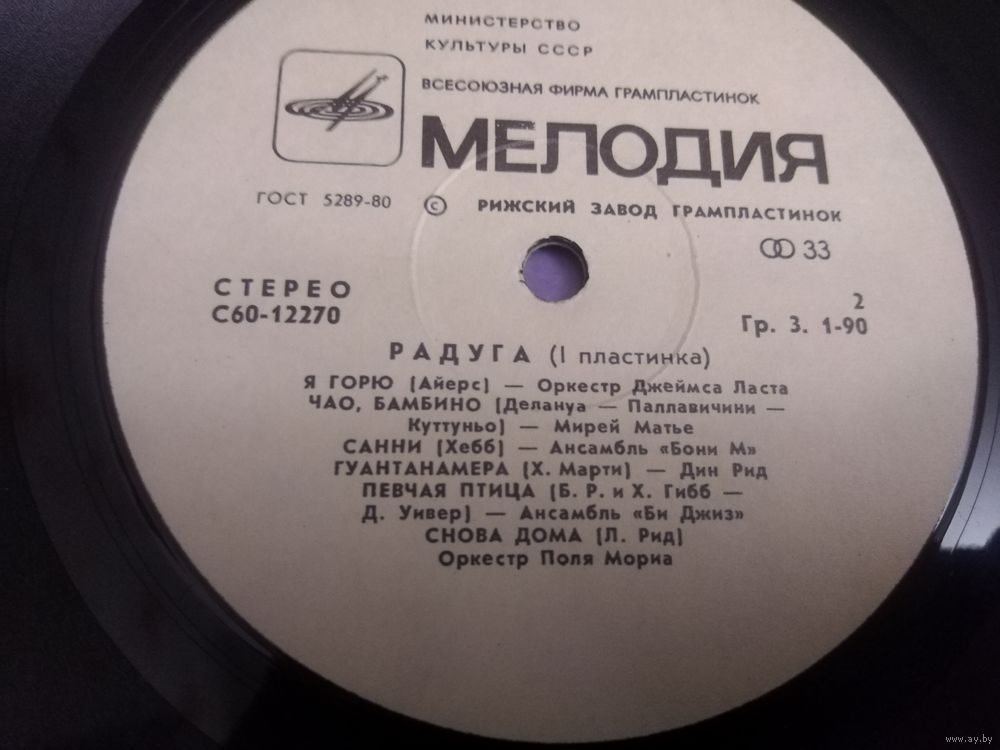 МИНИСТЕРСТВО
КУЛЬТУРЫ СССР
ВСЕСОЮЗНАЯ ФИРМА ГРАМПЛАСТИНОК
МЕЛОДИЯ
ГОСТ 5289-80 © РИЖСКИЙ ЗАВОД ГРАМПЛАСТИНОК
33
СТЕРЕО
С60-12270
2
Гр. 3. 1-90
РАДУГА (I пластинка)
Я ГОРЮ (Айерс) — Оркестр Джеймса Ласта
ЧАО, БАМБИНО (Делануа — Паллавичини —
Куттуньо) — Мирей Матье
САННИ (Хебб) — Ансамбль «Бони М»
ГУАНТАНАМЕРА (Х. Марти) — Дин Рид
ПЕВЧАЯ ПТИЦА (Б. Р. и Х. Гибб —
Д. Уивер) — Ансамбль «Би Джиз»
СНОВА ДОМА (Л. Рид)
Оркестр Поля Мориа
www.ay.by